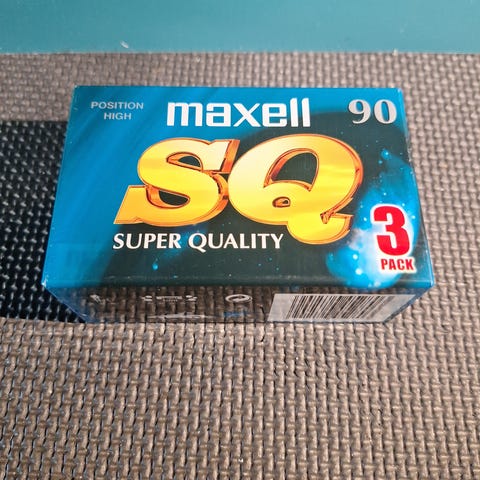 POSITION
HIGH
maxell
90
SQ
SUPER QUALITY
3
PACK